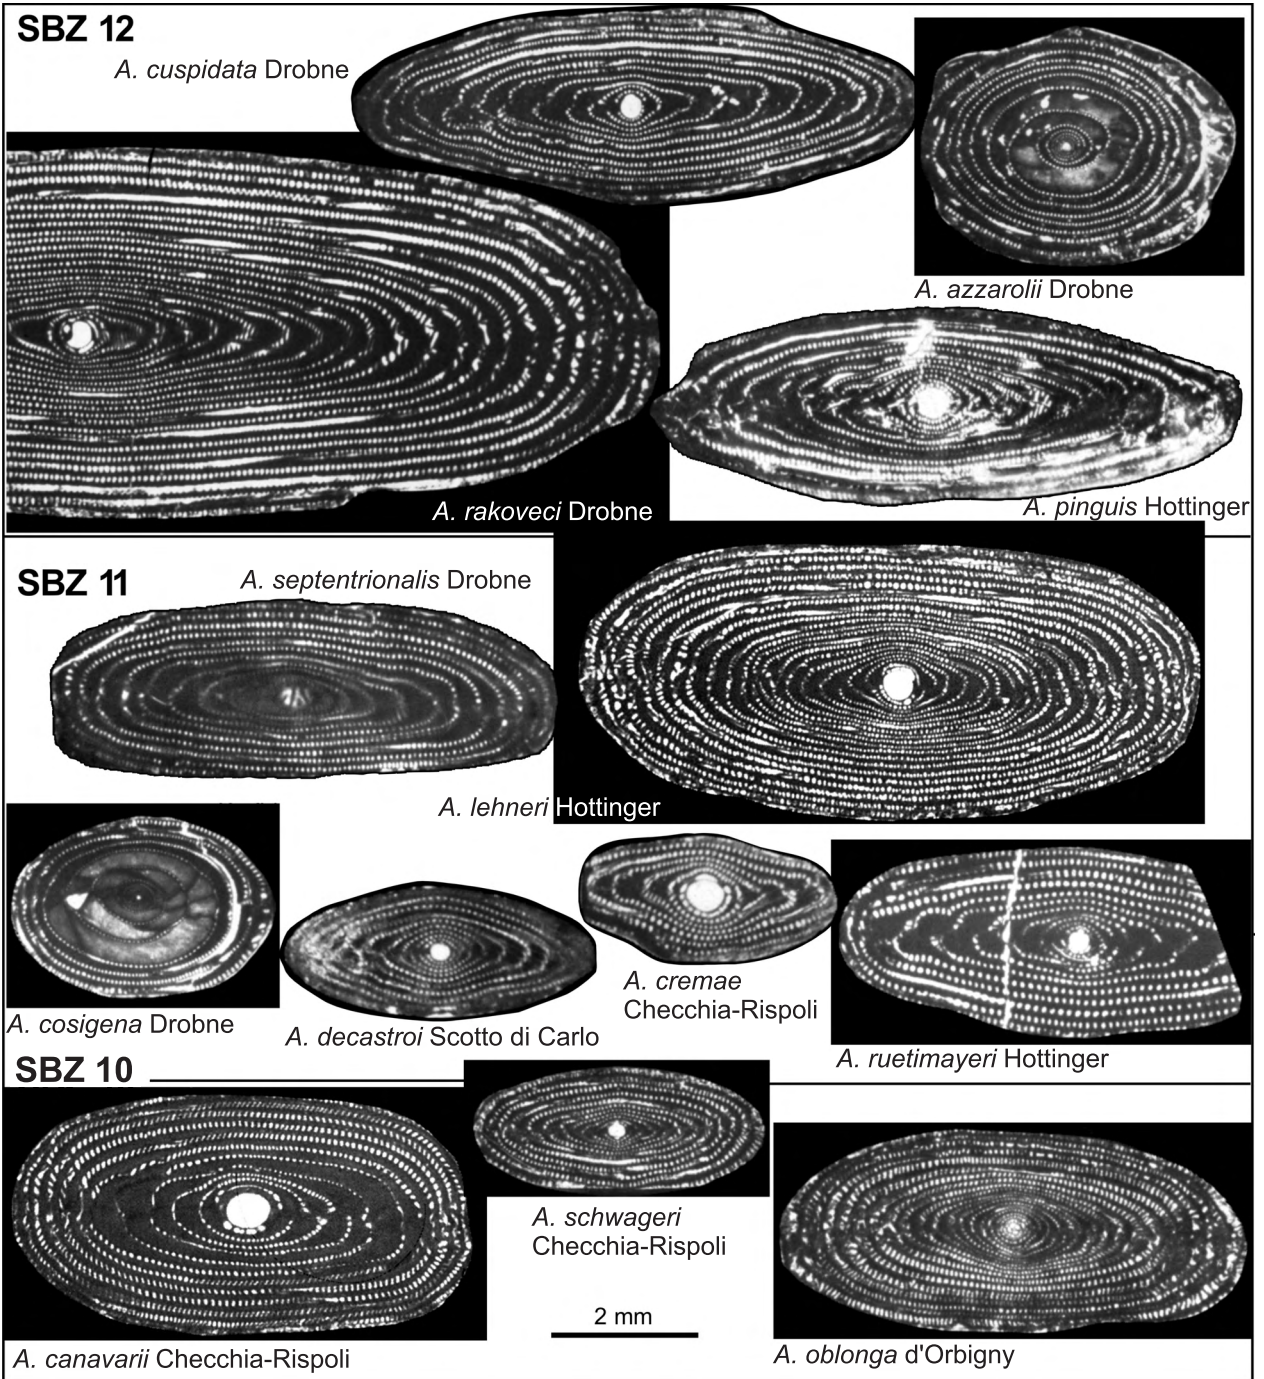 SBZ 12
A. cuspidata Drobne
A. azzarolii Drobne
A. rakoveci Drobne
A. pinguis Hottinger
SBZ 11
A. septentrionalis Drobne
A. lehneri Hottinger
A. cosigena Drobne
A. decastroi Scotto di Carlo
A. cremae
Checchia-Rispoli
A. ruetimayeri Hottinger
SBZ 10
A. schwageri
Checchia-Rispoli
2 mm
A. canavarii Checchia-Rispoli
A. oblonga d'Orbigny